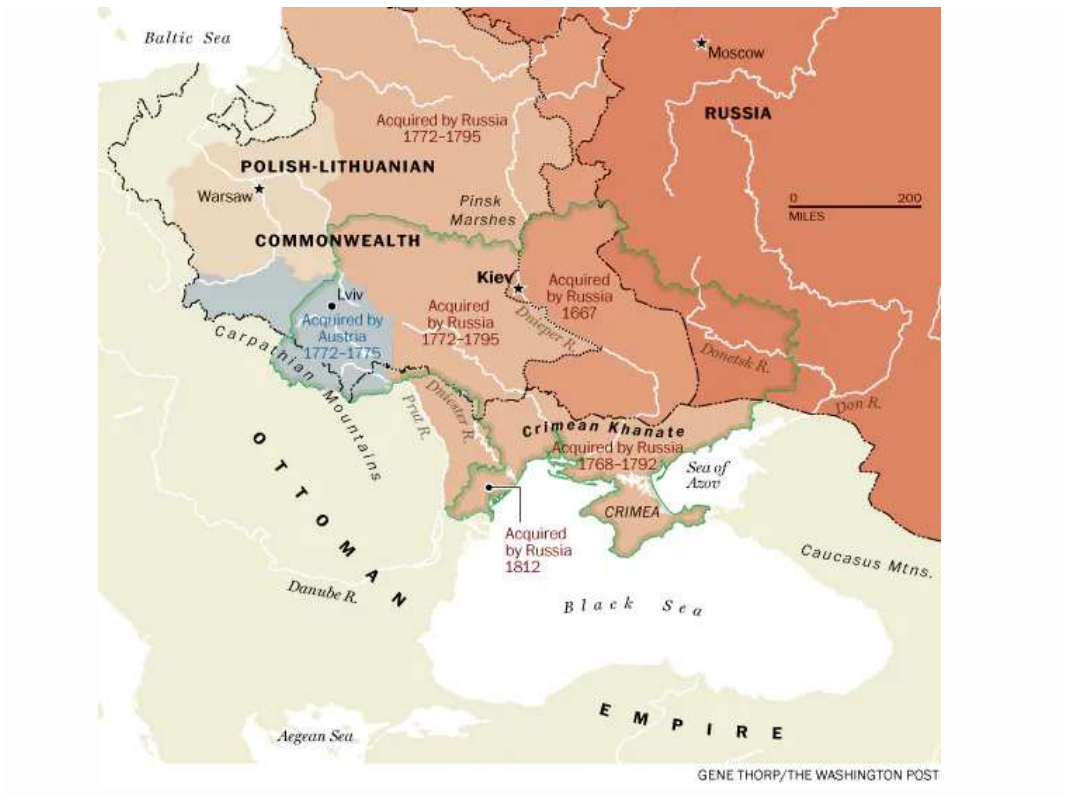 Baltic Sea
Moscow
RUSSIA
Acquired by Russia
1772–1795
POLISH-LITHUANIAN
Warsaw
Pinsk
Marshes
0 200
MILES
COMMONWEALTH
Kiev
Acquired
by Russia
1667
Lviv
Acquired by
Austria
1772–1775
Acquired
by Russia
1772–1795
Dnieper R.
Donetsk R.
Don R.
Carpathian Mountains
Prut R.
Dniester R.
Crimean Khanate
Acquired by Russia
1768–1792
Sea of
Azov
CRIMEA
Acquired
by Russia
1812
Caucasus Mtns.
OTTOMAN
Danube R.
Black Sea
EMPIRE
Aegean Sea
GENE THORP/THE WASHINGTON POST